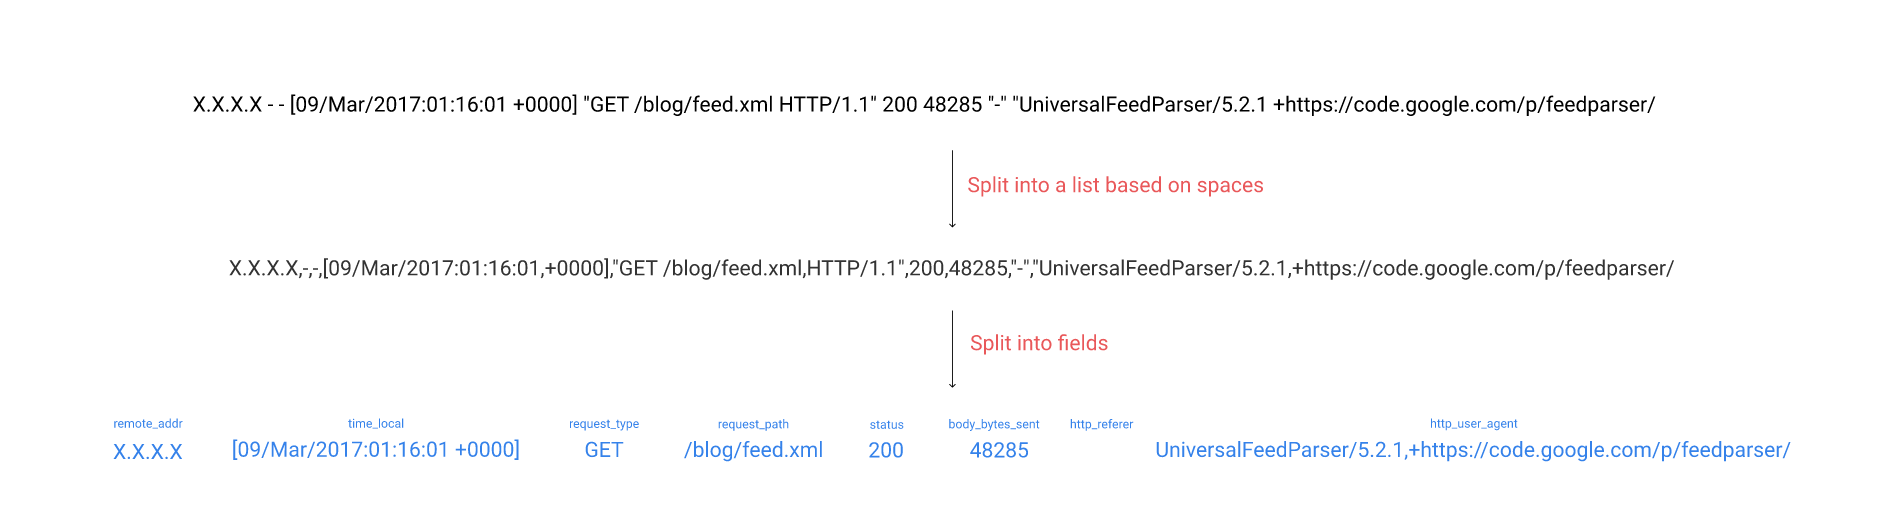 X.X.X.X - - [09/Mar/2017:01:16:01 +0000] "GET /blog/feed.xml HTTP/1.1" 200 48285 "-" "UniversalFeedParser/5.2.1 +https://code.google.com/p/feedparser/
Split into a list based on spaces
X.X.X.X,-,-,[09/Mar/2017:01:16:01,+0000],"GET /blog/feed.xml,HTTP/1.1",200,48285,"-","UniversalFeedParser/5.2.1,+https://code.google.com/p/feedparser/
Split into fields
remote_addr time_local request_type request_path status body_bytes_sent http_referer http_user_agent
X.X.X.X [09/Mar/2017:01:16:01 +0000] GET /blog/feed.xml 200 48285 UniversalFeedParser/5.2.1,+https://code.google.com/p/feedparser/